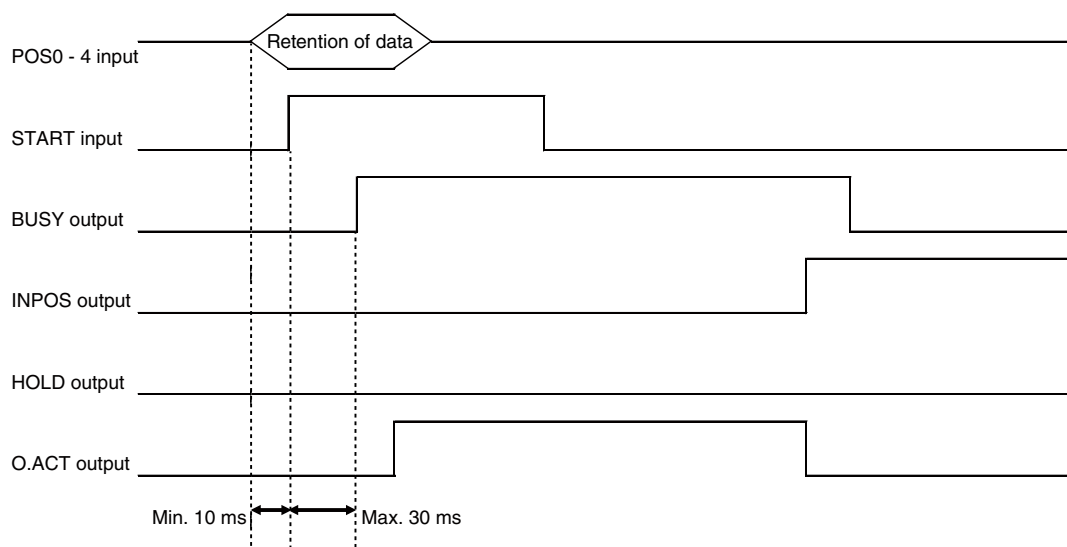 Retention of data
POS0 - 4 input
START input
BUSY output
INPOS output
HOLD output
O.ACT output
Min. 10 ms
Max. 30 ms